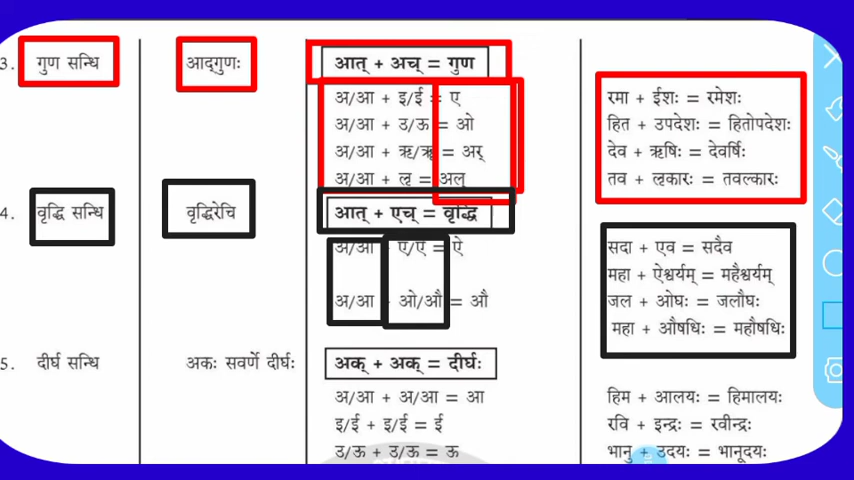 3. गुण सन्धि आद्गुणः आत् + अच् = गुण
अ/आ + इ/ई = ए रमा + ईशः = रमेशः
अ/आ + उ/ऊ = ओ हित + उपदेशः = हितोपदेशः
अ/आ + ऋ/ॠ = अर् देव + ऋषिः = देवर्षिः
अ/आ + ऌ = अल् तव + ऌकारः = तवल्कारः
4. वृद्धि सन्धि वृद्धिरेचि आत् + एच् = वृद्धि
अ/आ ए/ऐ = ऐ सदा + एव = सदैव
महा + ऐश्वर्यम् = महैश्वर्यम्
अ/आ ओ/औ = औ जल + ओघः = जलौघः
महा + औषधिः = महौषधिः
5. दीर्घ सन्धि अकः सवर्णे दीर्घः अक् + अक् = दीर्घः
अ/आ + अ/आ = आ हिम + आलयः = हिमालयः
इ/ई + इ/ई = ई रवि + इन्द्रः = रवीन्द्रः
उ/ऊ + उ/ऊ = ऊ भानु + उदयः = भानूदयः